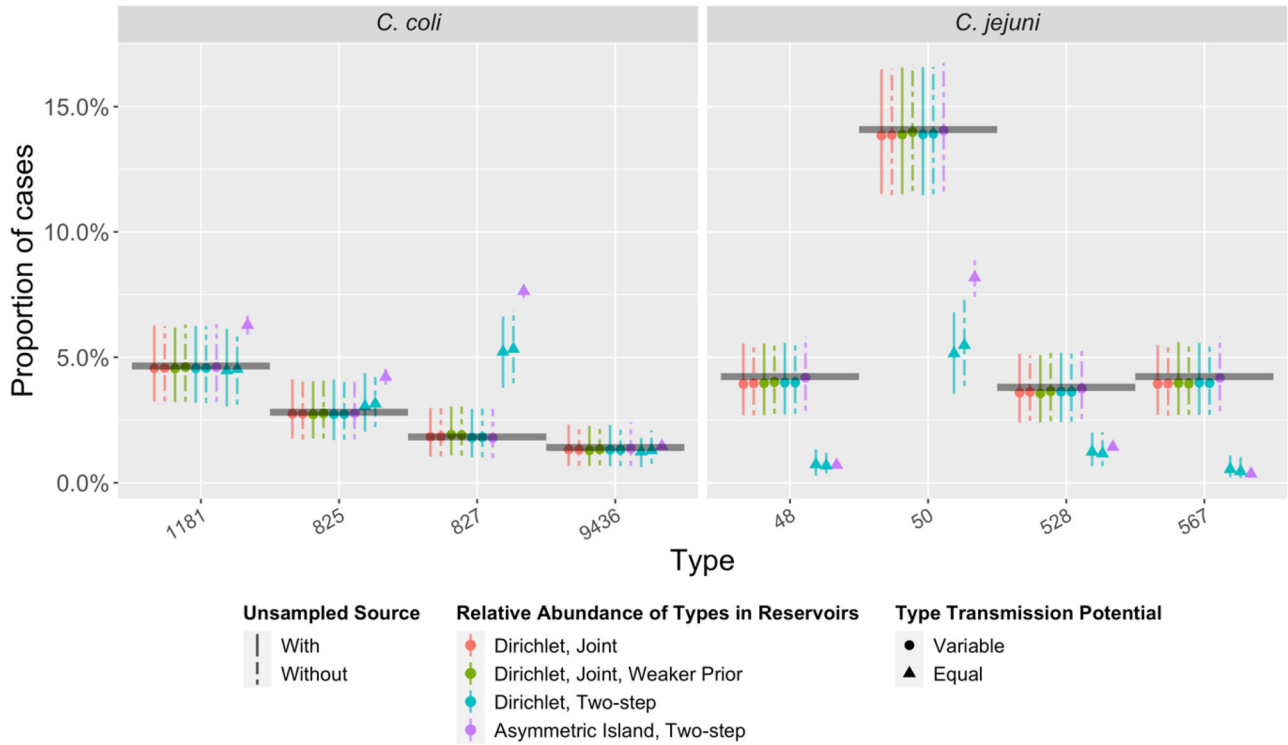 C. coli
C. jejuni
15.0%
10.0%
5.0%
0.0%
Proportion of cases
1181
825
827
9436
48
50
528
567
Type
Unsampled Source
With
Without
Relative Abundance of Types in Reservoirs
Dirichlet, Joint
Dirichlet, Joint, Weaker Prior
Dirichlet, Two-step
Asymmetric Island, Two-step
Type Transmission Potential
Variable
Equal